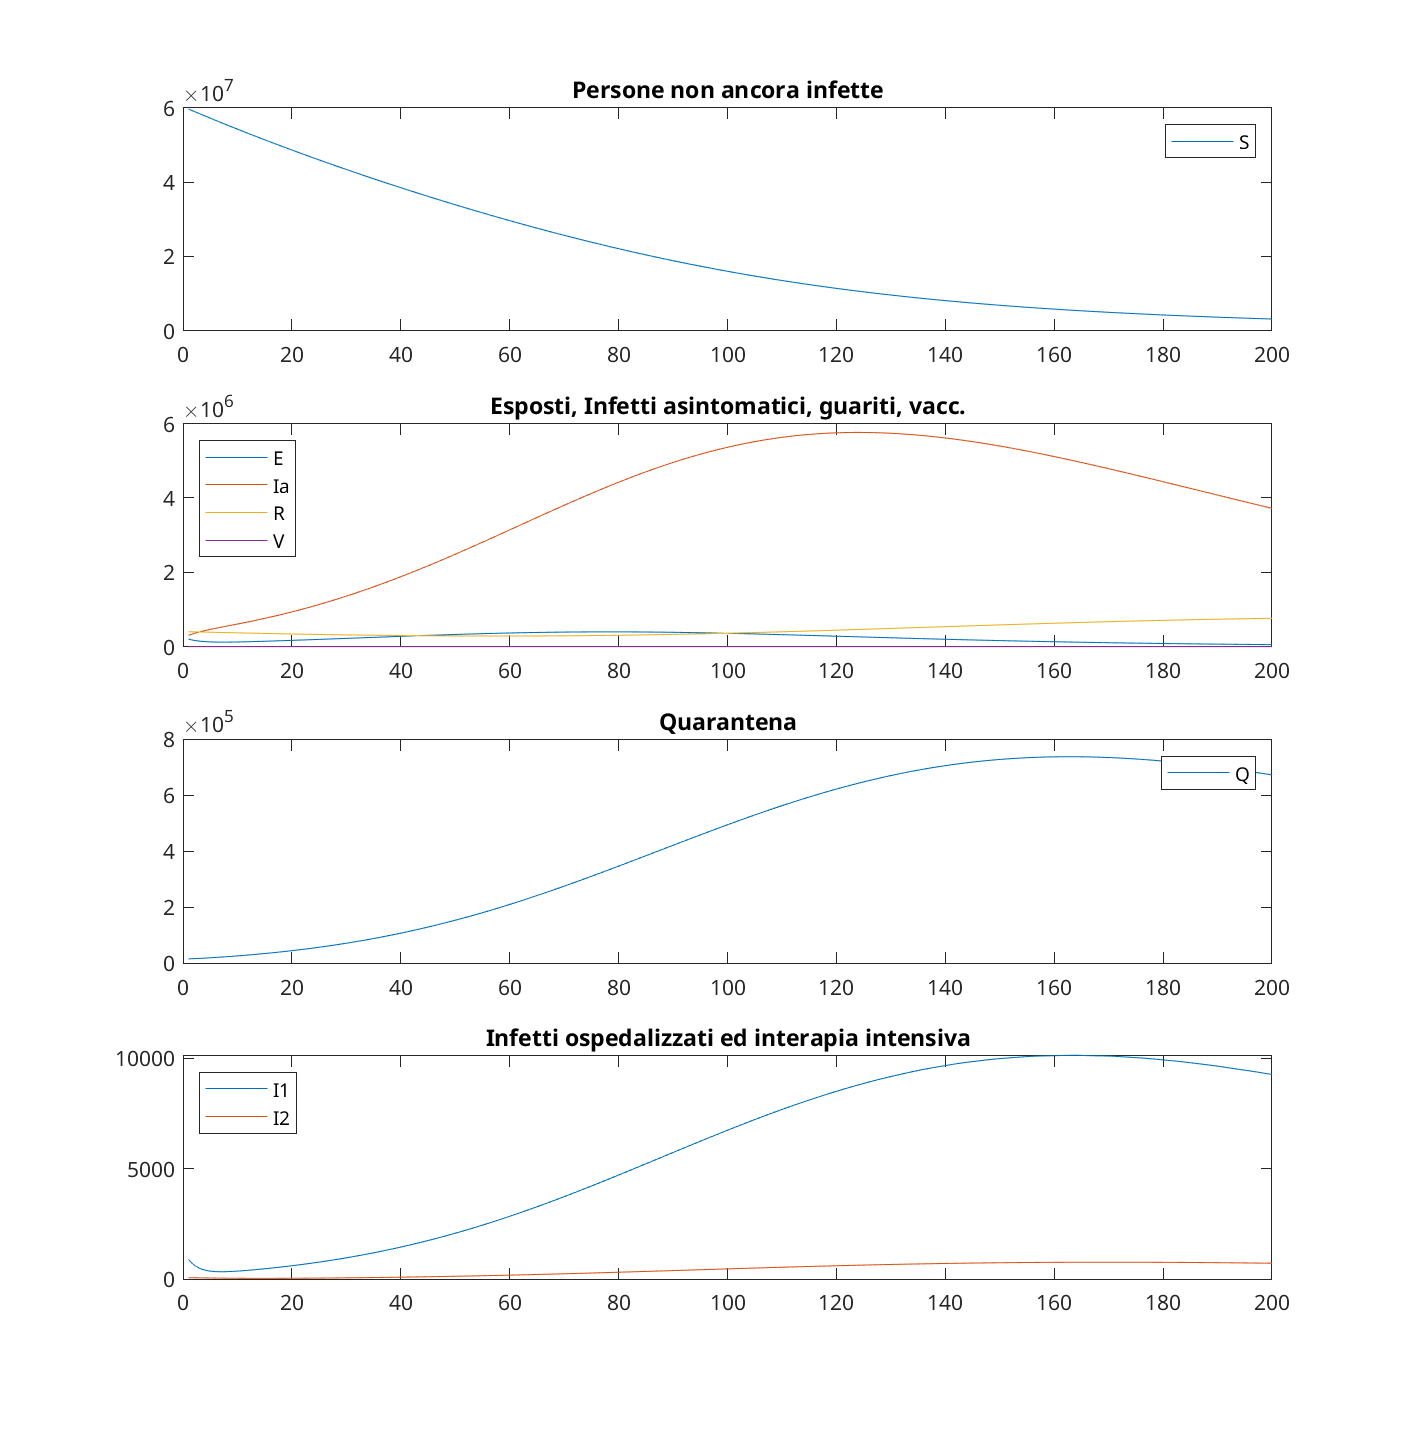 Persone non ancora infette
×10^7
6
4
2
0
S
0 20 40 60 80 100 120 140 160 180 200
Esposti, Infetti asintomatici, guariti, vacc.
×10^6
6
4
2
0
E
Ia
R
V
0 20 40 60 80 100 120 140 160 180 200
Quarantena
×10^5
8
6
4
2
0
Q
0 20 40 60 80 100 120 140 160 180 200
Infetti ospedalizzati ed interapia intensiva
10000
5000
0
I1
I2
0 20 40 60 80 100 120 140 160 180 200